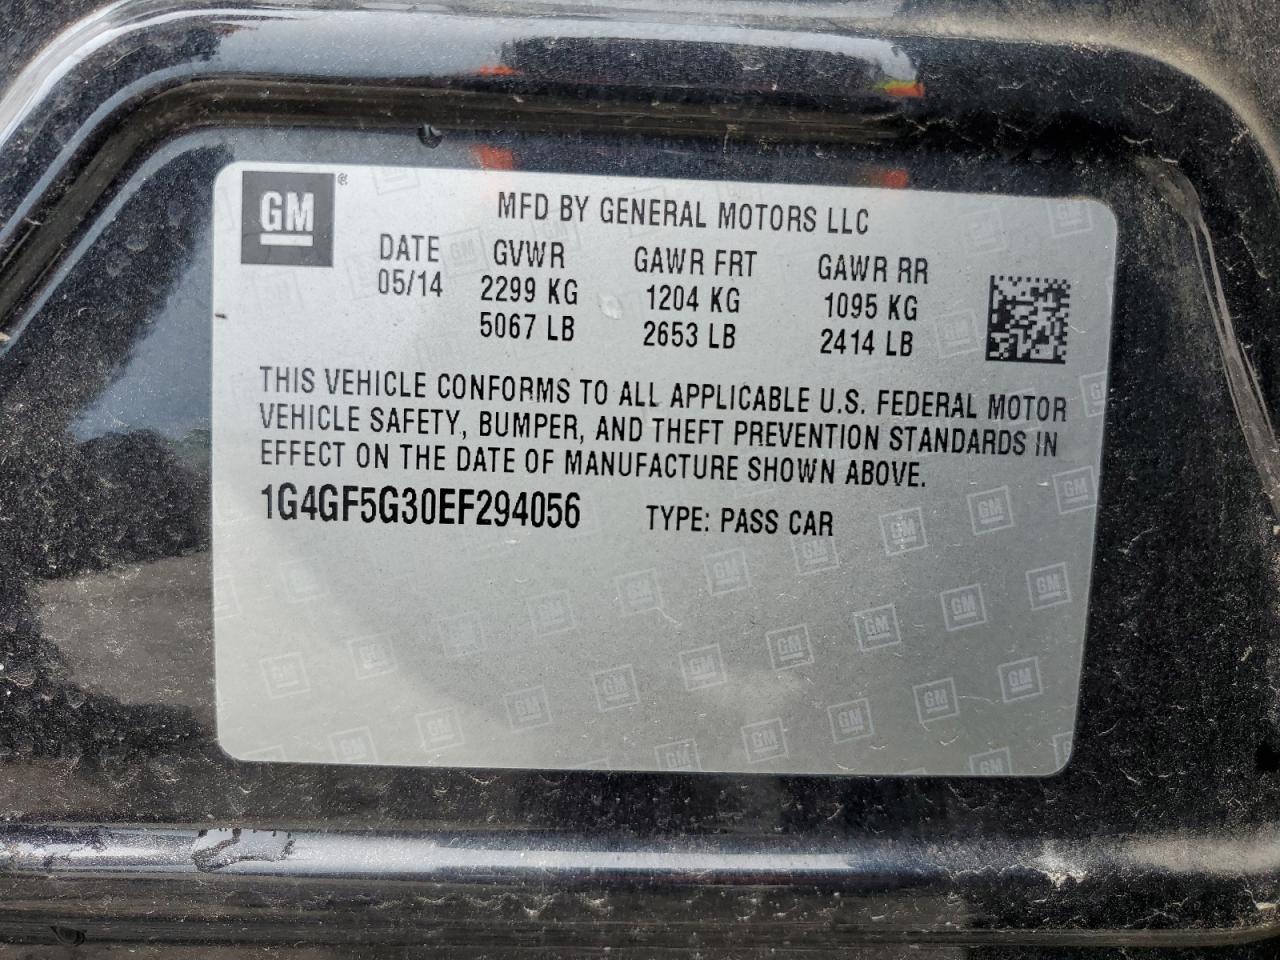 GM ®
MFD BY GENERAL MOTORS LLC
DATE GVWR GAWR FRT GAWR RR
05/14 2299 KG 1204 KG 1095 KG
5067 LB 2653 LB 2414 LB
THIS VEHICLE CONFORMS TO ALL APPLICABLE U.S. FEDERAL MOTOR
VEHICLE SAFETY, BUMPER, AND THEFT PREVENTION STANDARDS IN
EFFECT ON THE DATE OF MANUFACTURE SHOWN ABOVE.
1G4GF5G30EF294056 TYPE: PASS CAR